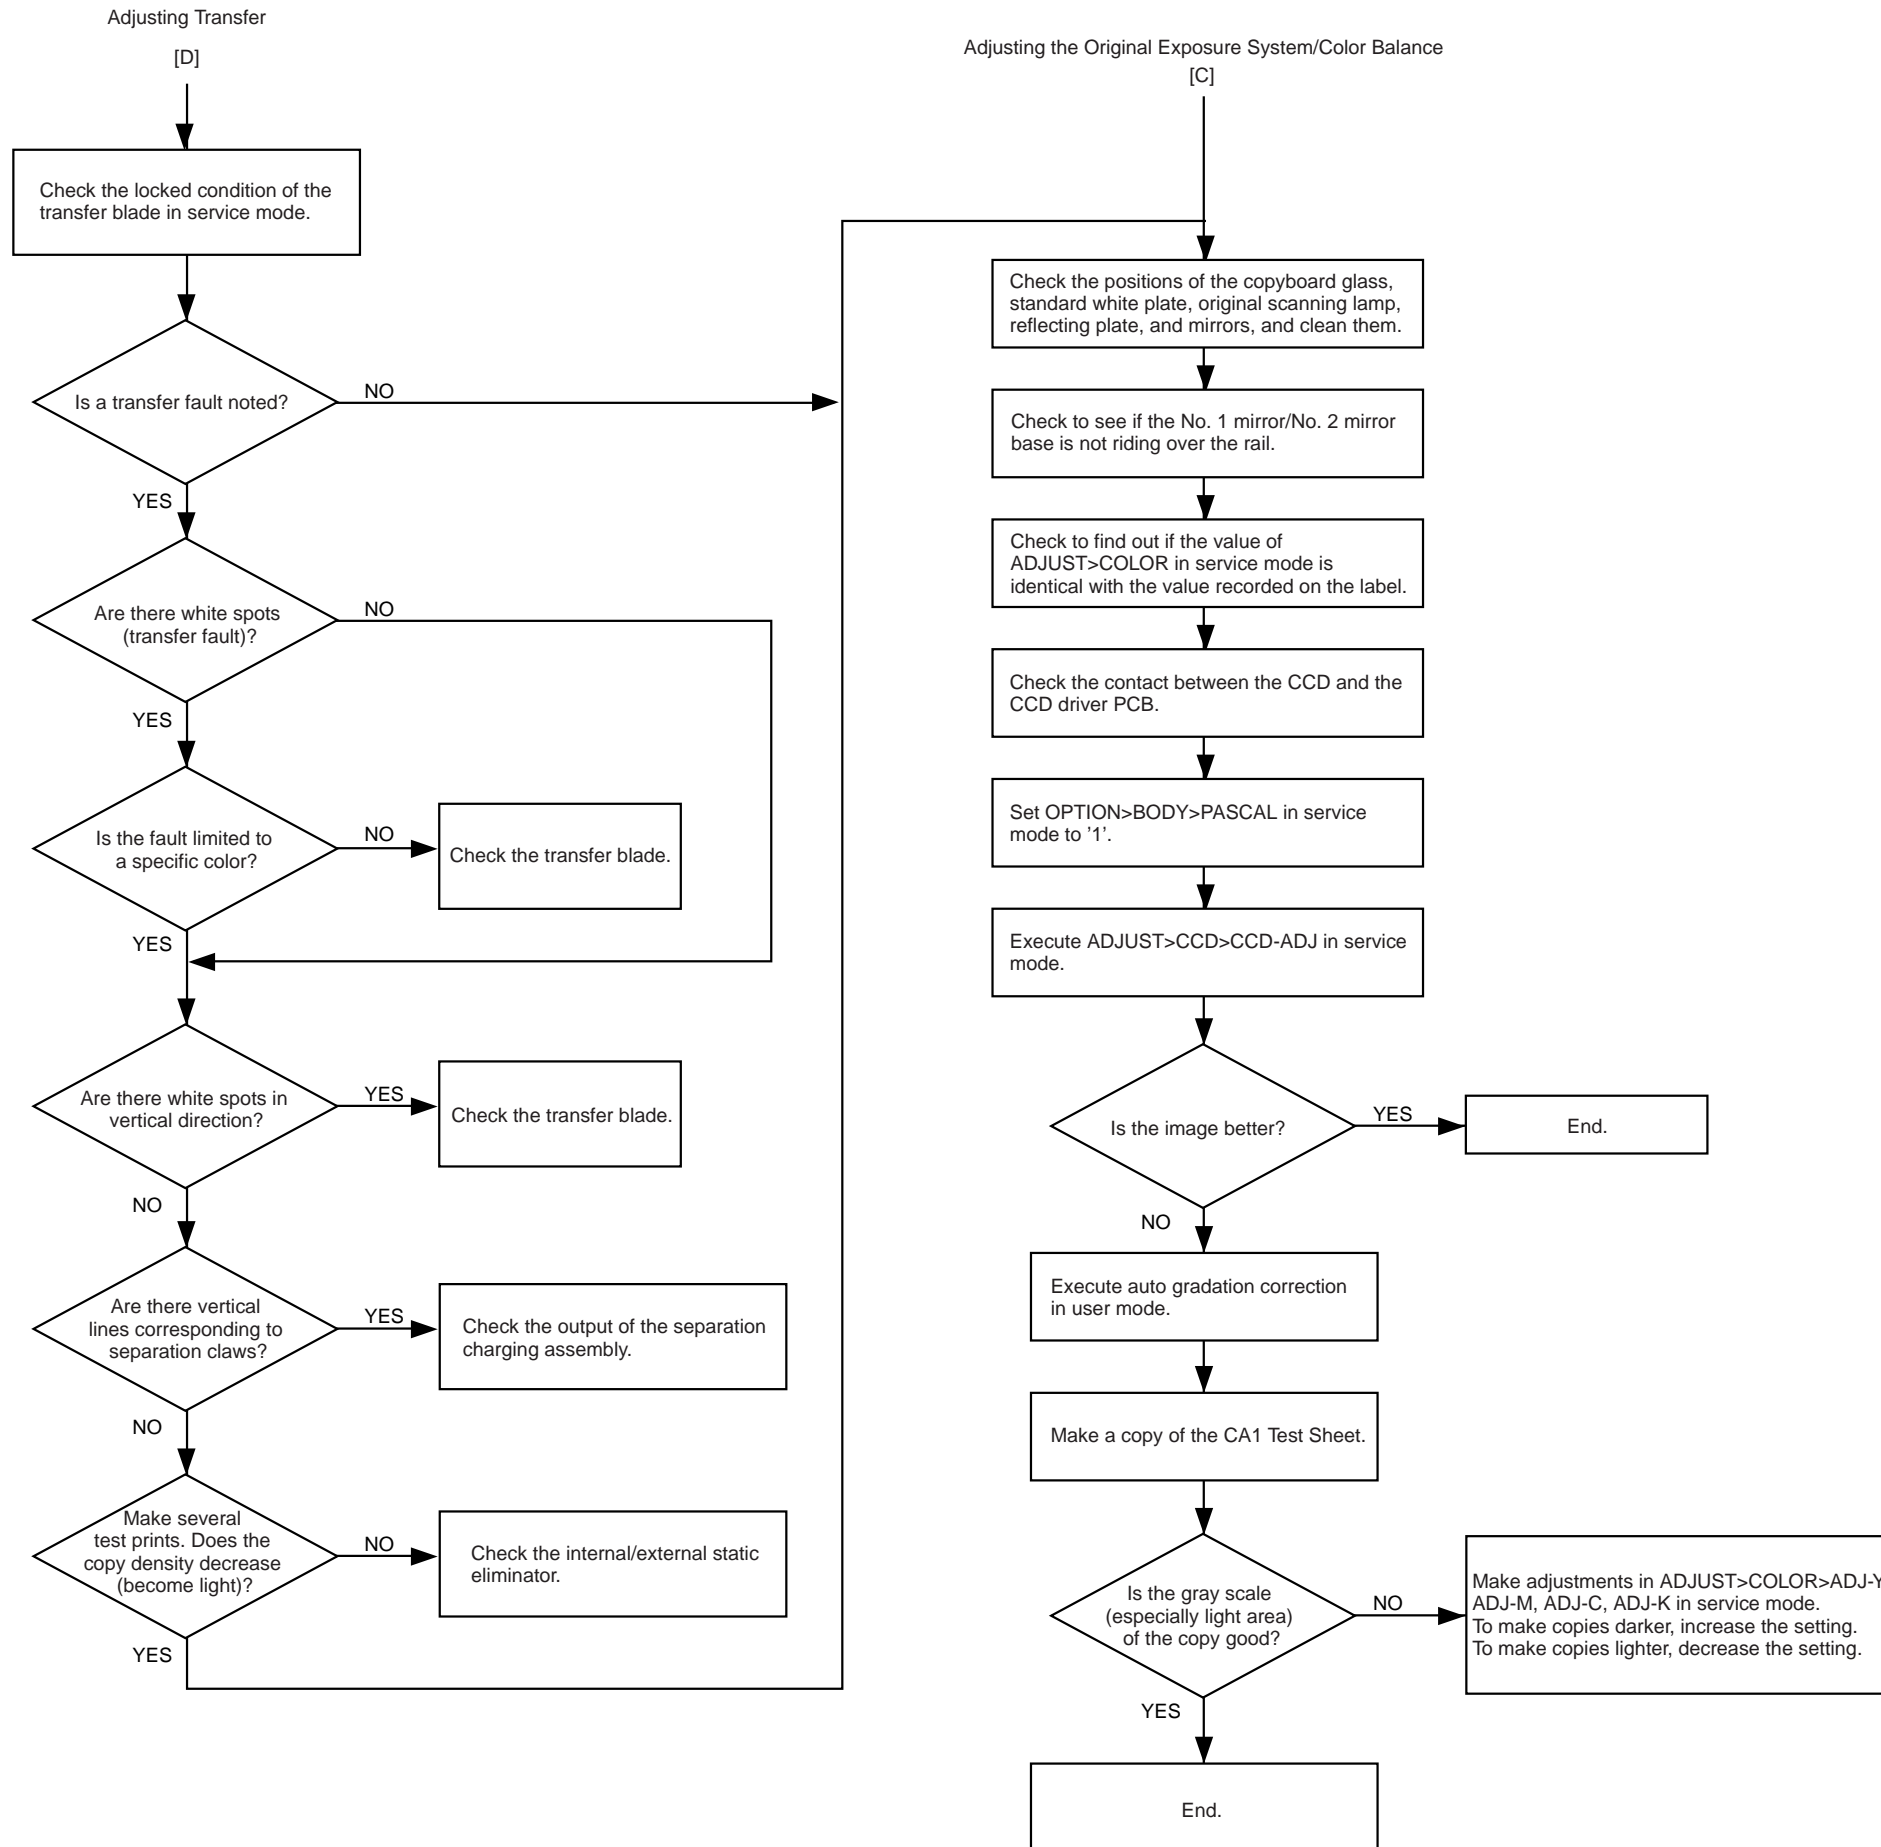 Adjusting Transfer
[D]
Check the locked condition of the
transfer blade in service mode.
Is a transfer fault noted?
NO
YES
Are there white spots
(transfer fault)?
NO
YES
Is the fault limited to
a specific color?
NO
Check the transfer blade.
YES
Are there white spots in
vertical direction?
YES
Check the transfer blade.
NO
Are there vertical
lines corresponding to
separation claws?
YES
Check the output of the separation
charging assembly.
NO
Make several
test prints. Does the
copy density decrease
(become light)?
NO
Check the internal/external static
eliminator.
YES
Adjusting the Original Exposure System/Color Balance
[C]
Check the positions of the copyboard glass,
standard white plate, original scanning lamp,
reflecting plate, and mirrors, and clean them.
Check to see if the No. 1 mirror/No. 2 mirror
base is not riding over the rail.
Check to find out if the value of
ADJUST>COLOR in service mode is
identical with the value recorded on the label.
Check the contact between the CCD and the
CCD driver PCB.
Set OPTION>BODY>PASCAL in service
mode to '1'.
Execute ADJUST>CCD>CCD-ADJ in service
mode.
Is the image better?
YES
End.
NO
Execute auto gradation correction
in user mode.
Make a copy of the CA1 Test Sheet.
Is the gray scale
(especially light area)
of the copy good?
NO
Make adjustments in ADJUST>COLOR>ADJ-Y
ADJ-M, ADJ-C, ADJ-K in service mode.
To make copies darker, increase the setting.
To make copies lighter, decrease the setting.
YES
End.